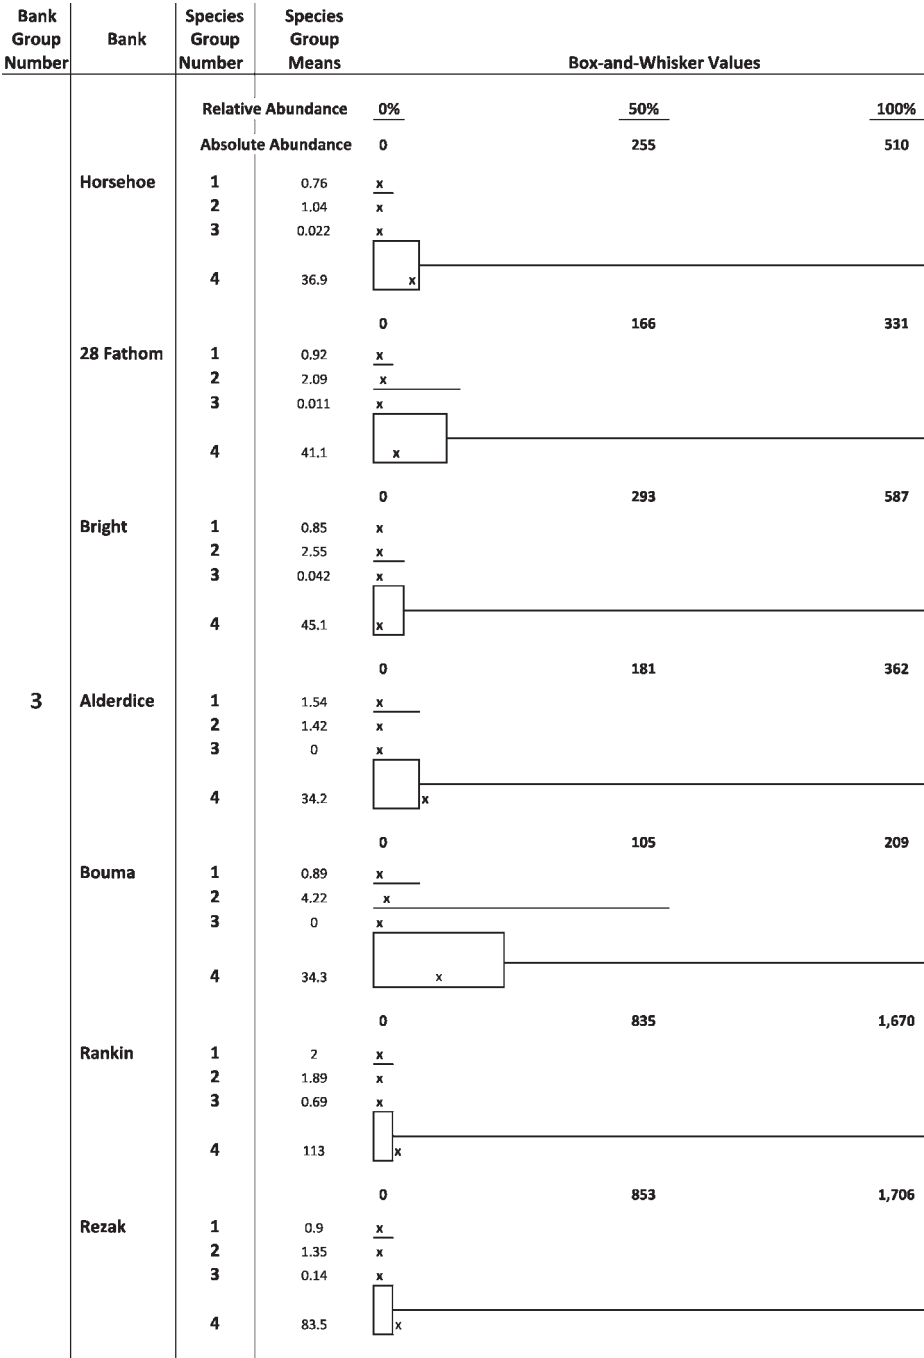 Bank Group Number Bank Species Group Number Species Group Means Box-and-Whisker Values
Relative Abundance 0% 50% 100%
Absolute Abundance 0 255 510
Horsehoe 1 0.76 x
2 1.04 x
3 0.022 x
4 36.9 x
0 166 331
28 Fathom 1 0.92 x
2 2.09 x
3 0.011 x
4 41.1 x
0 293 587
Bright 1 0.85 x
2 2.55 x
3 0.042 x
4 45.1 x
0 181 362
3 Alderdice 1 1.54 x
2 1.42 x
3 0 x
4 34.2 x
0 105 209
Bouma 1 0.89 x
2 4.22 x
3 0 x
4 34.3 x
0 835 1,670
Rankin 1 2 x
2 1.89 x
3 0.69 x
4 113 x
0 853 1,706
Rezak 1 0.9 x
2 1.35 x
3 0.14 x
4 83.5 x